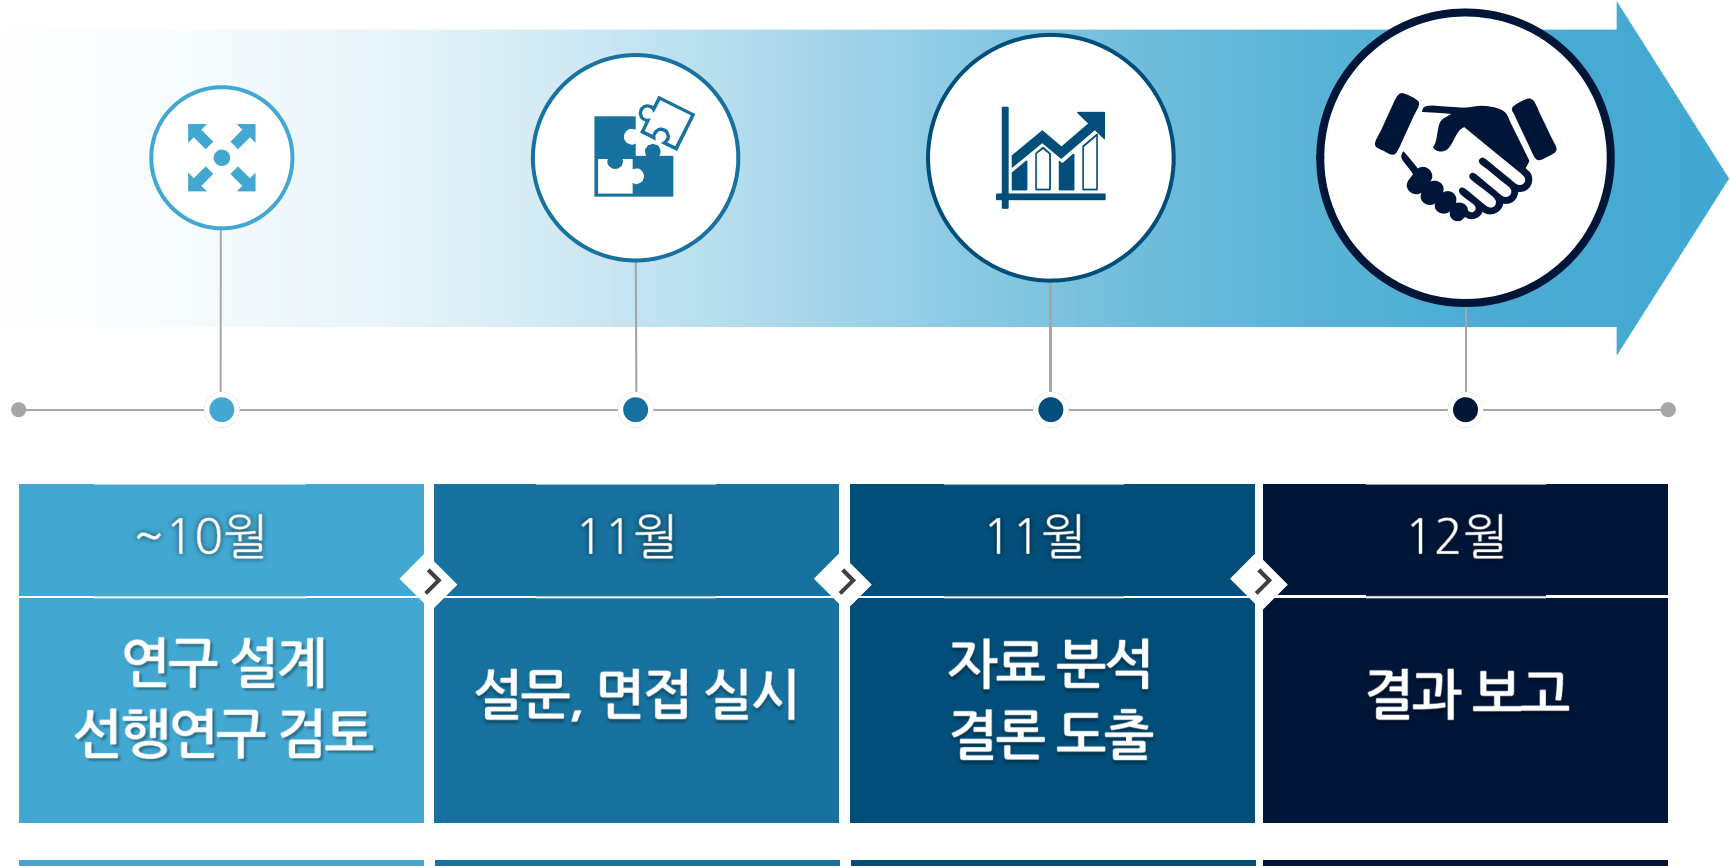 ~10월
11월
11월
12월
연구 설계
선행연구 검토
설문, 면접 실시
자료 분석
결론 도출
결과 보고